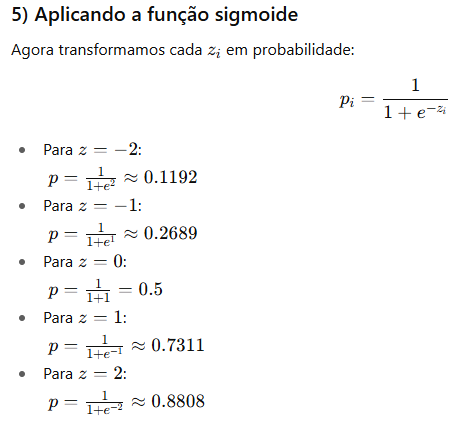 5) Aplicando a função sigmoide
Agora transformamos cada $z_i$ em probabilidade:
$p_i = \frac{1}{1 + e^{-z_i}}$
• Para $z = -2$:
$p = \frac{1}{1+e^2} \approx 0.1192$
• Para $z = -1$:
$p = \frac{1}{1+e^1} \approx 0.2689$
• Para $z = 0$:
$p = \frac{1}{1+1} = 0.5$
• Para $z = 1$:
$p = \frac{1}{1+e^{-1}} \approx 0.7311$
• Para $z = 2$:
$p = \frac{1}{1+e^{-2}} \approx 0.8808$